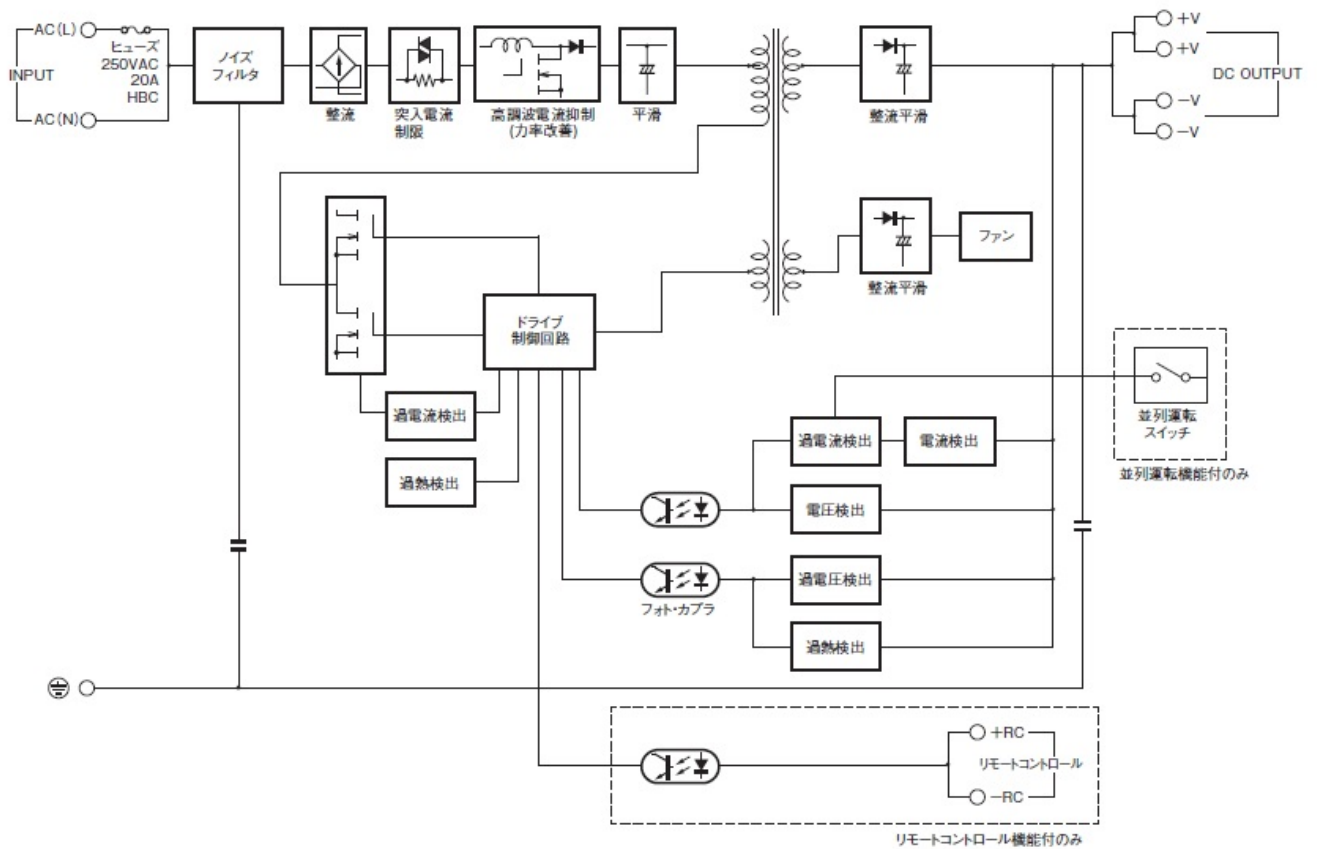 AC(L)
ヒューズ
250VAC
20A
HBC
INPUT
AC(N)
ノイズ
フィルタ
整流
突入電流
制限
高調波電流抑制
(力率改善)
平滑
整流平滑
+V
+V
DC OUTPUT
−V
−V
整流平滑
ファン
ドライブ
制御回路
過電流検出
過熱検出
過電流検出
電流検出
並列運転
スイッチ
並列運転機能付のみ
電圧検出
過電圧検出
フォト・カプラ
過熱検出
+RC
リモートコントロール
−RC
リモートコントロール機能付のみ